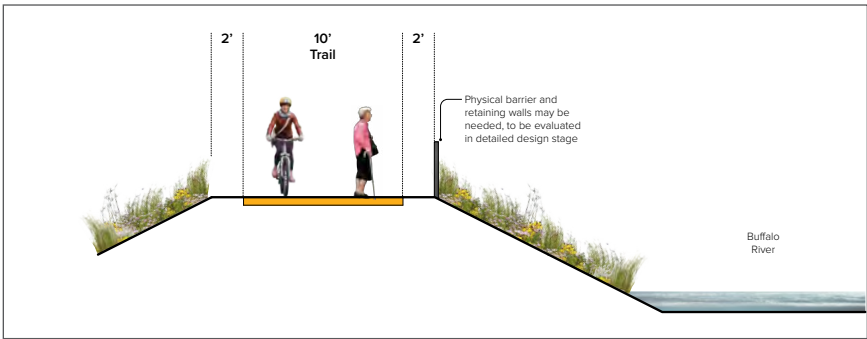 2’
10’
Trail
2’
Physical barrier and
retaining walls may be
needed, to be evaluated
in detailed design stage
Buffalo
River